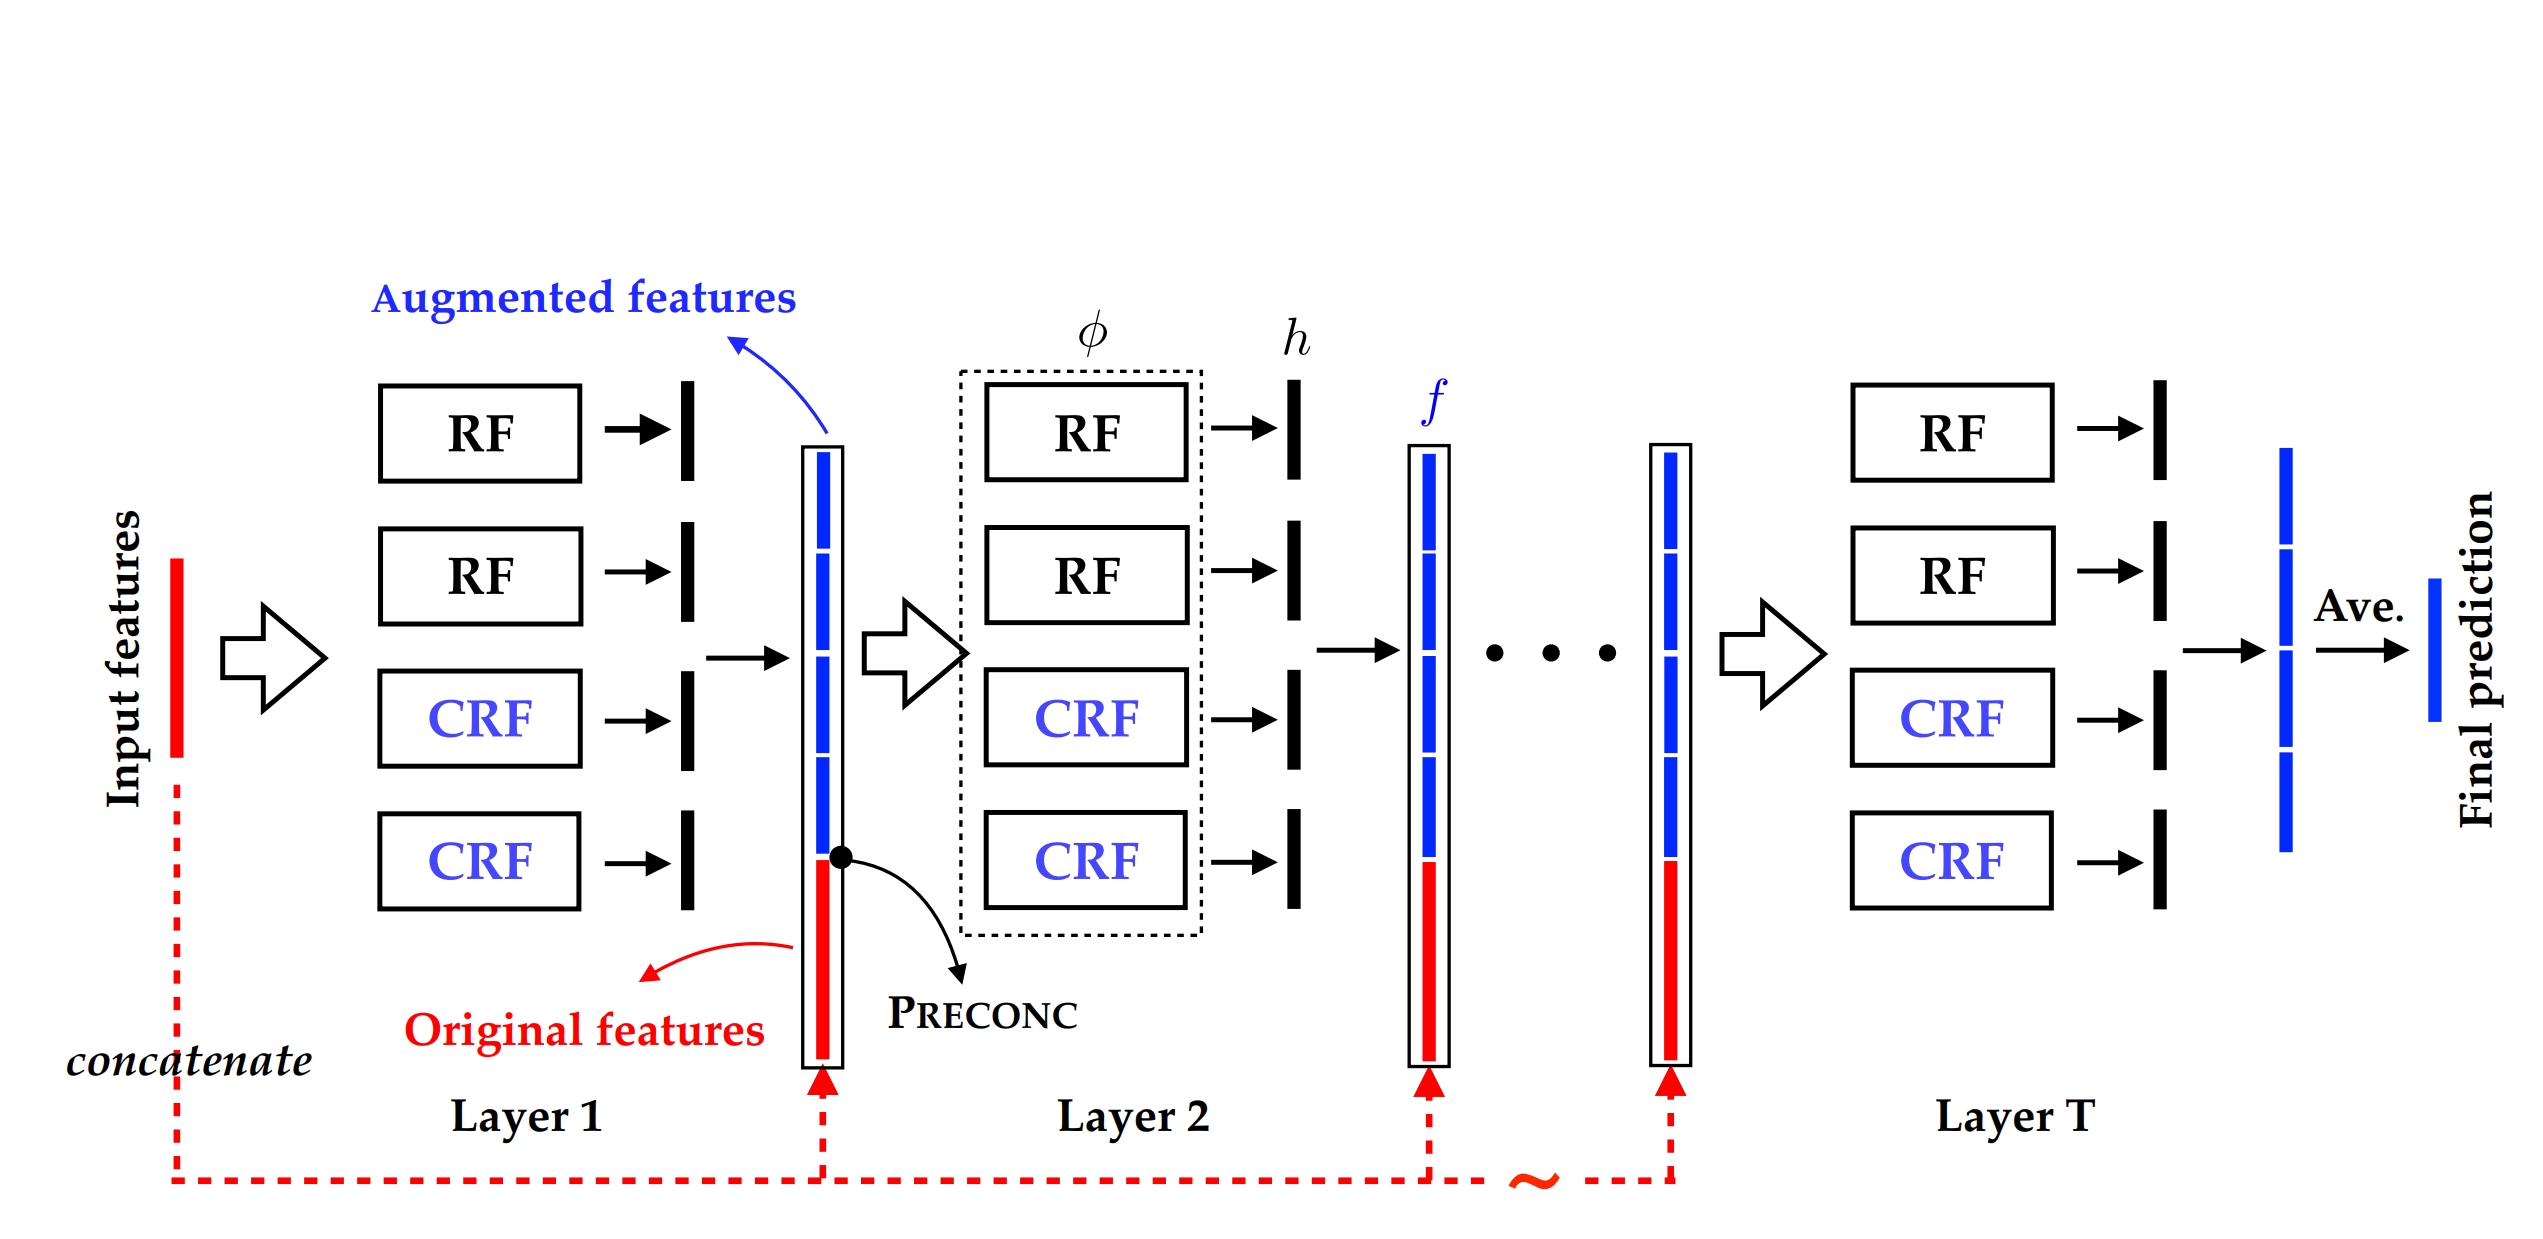 Augmented features
ϕ
h
f
RF
RF
CRF
CRF
RF
RF
CRF
CRF
RF
RF
CRF
CRF
Input features
Ave.
Final prediction
PRECONC
Original features
concatenate
Layer 1
Layer 2
Layer T
~